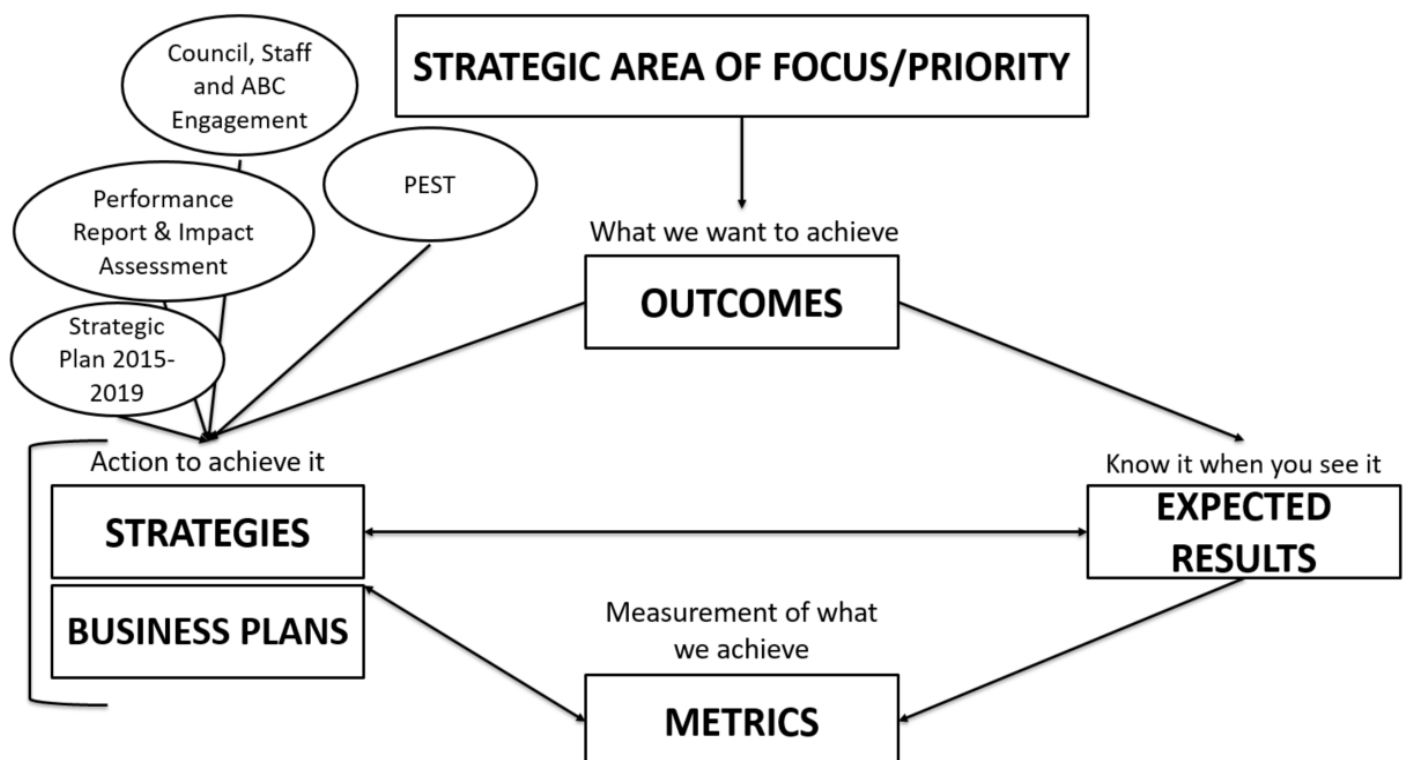 Council, Staff
and ABC
Engagement
STRATEGIC AREA OF FOCUS/PRIORITY
PEST
Performance
Report & Impact
Assessment
What we want to achieve
OUTCOMES
Strategic
Plan 2015-
2019
Action to achieve it
STRATEGIES
BUSINESS PLANS
Know it when you see it
EXPECTED
RESULTS
Measurement of what
we achieve
METRICS